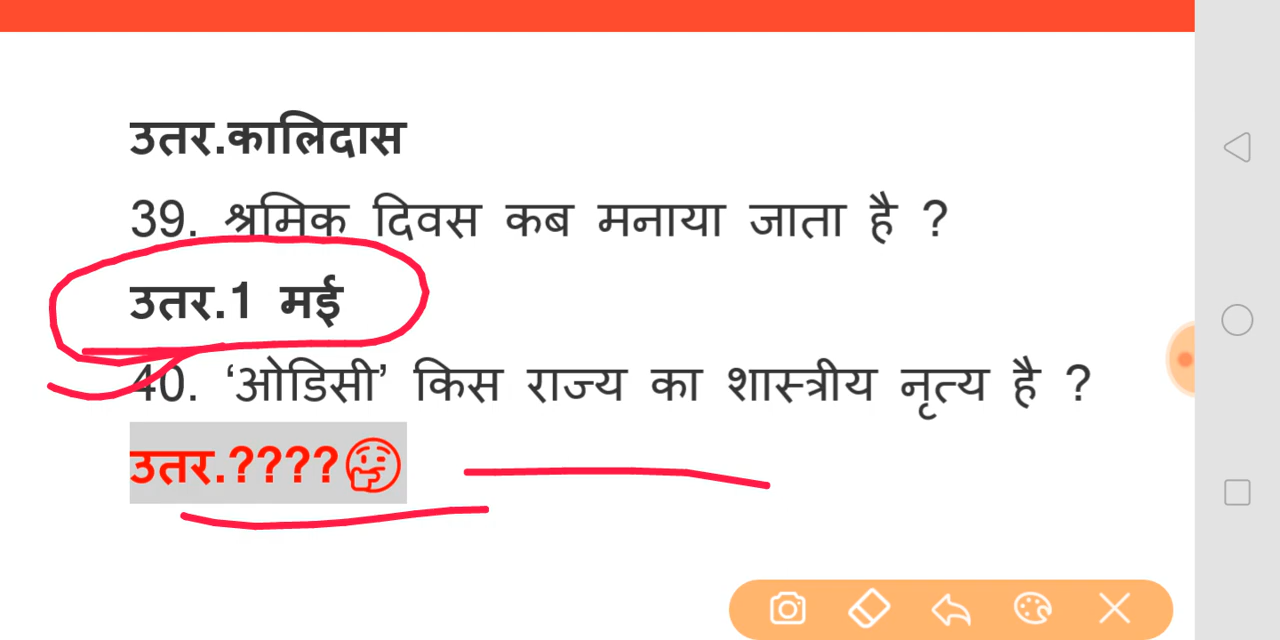 उतर.कालिदास
39. श्रमिक दिवस कब मनाया जाता है ?
उतर.1 मई
40. ‘ओडिसी’ किस राज्य का शास्त्रीय नृत्य है ?
उतर.????🤔